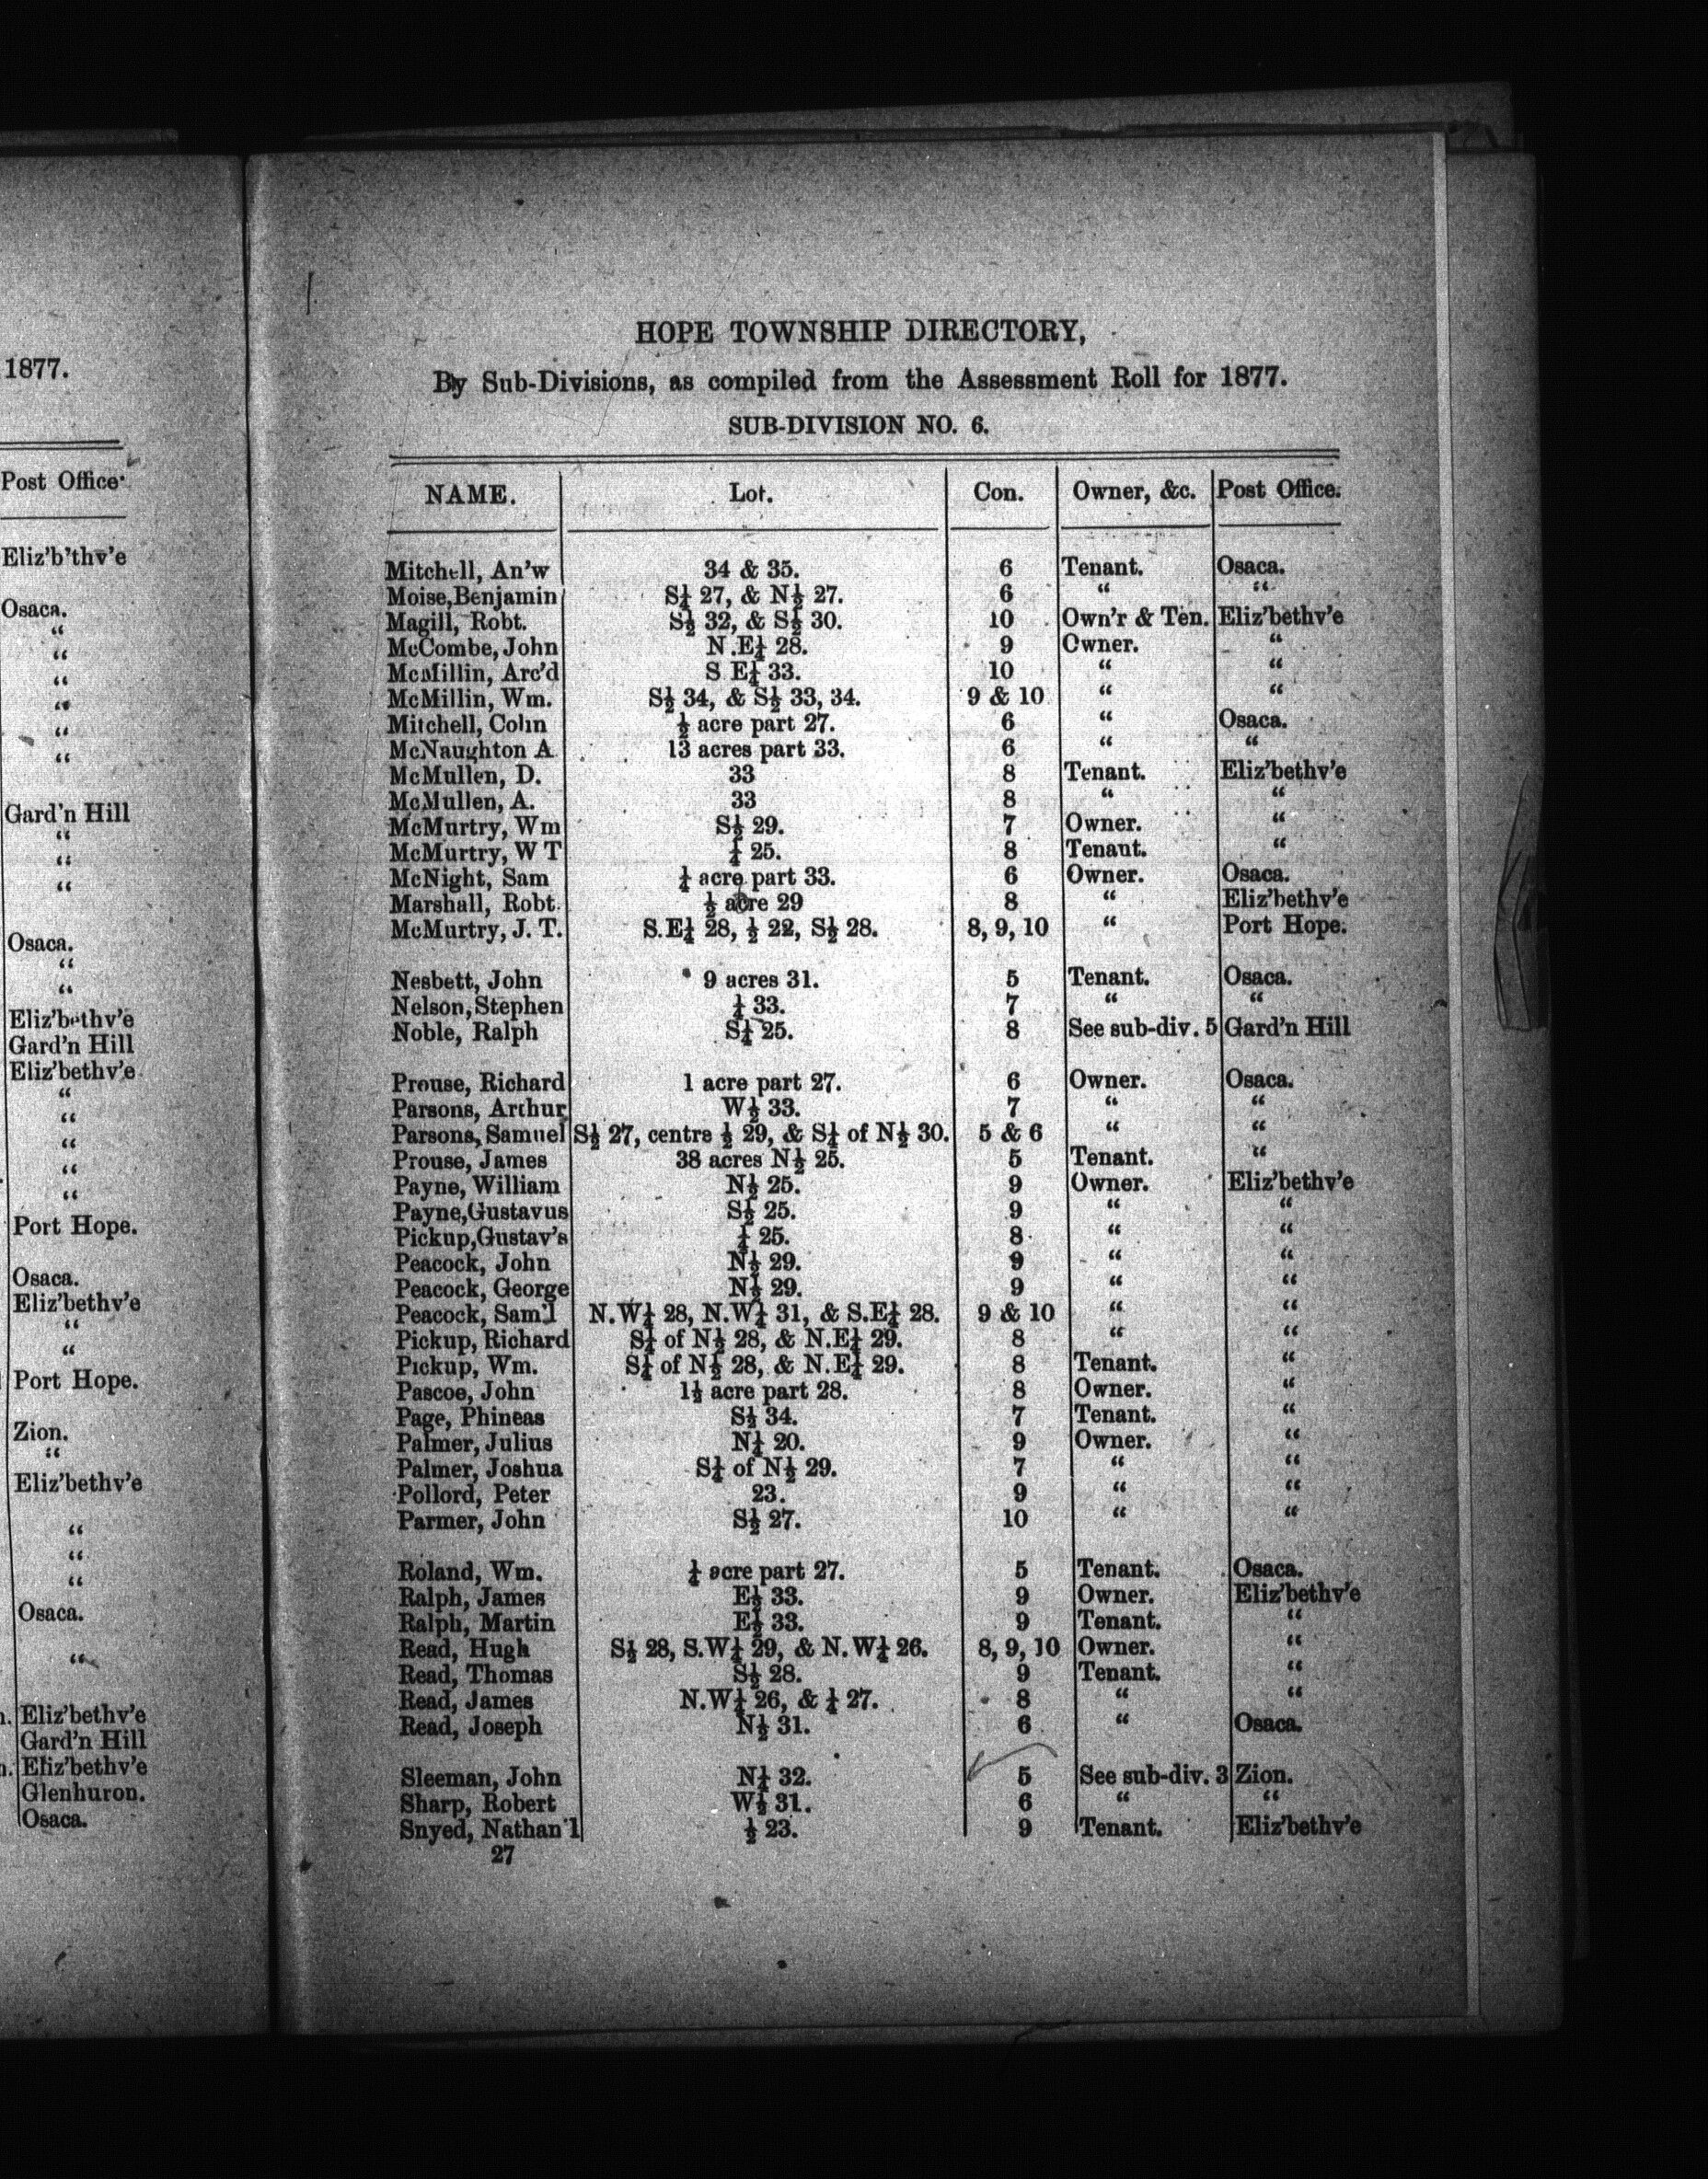 1877.
Post Office·
Eliz'b'thv'e
Osaca.
“
“
“
“
“
“
Gard'n Hill
“
“
“
Osaca.
“
“
Eliz'bethv'e
Gard'n Hill
Eliz'bethv'e
“
“
“
“
“
Port Hope.
Osaca.
Eliz'bethv'e
“
“
Port Hope.
Zion.
“
Eliz'bethv'e
“
“
“
Osaca.
“
Eliz'bethv'e
Gard'n Hill
Eliz'bethv'e
Glenhuron.
Osaca.
HOPE TOWNSHIP DIRECTORY,
By Sub-Divisions, as compiled from the Assessment Roll for 1877.
SUB-DIVISION NO. 6.
NAME. Lot. Con. Owner, &c. Post Office.
Mitchell, An'w 34 & 35. 6 Tenant. Osaca.
Moise,Benjamin S¼ 27, & N½ 27. 6 “ “
Magill, Robt. S½ 32, & S½ 30. 10 Own'r & Ten. Eliz'bethv'e
McCombe, John N.E¼ 28. 9 Owner. “
McMillin, Arc'd S E¼ 33. 10 “ “
McMillin, Wm. S½ 34, & S½ 33, 34. 9 & 10 “ “
Mitchell, Colin ½ acre part 27. 6 “ Osaca.
McNaughton A 13 acres part 33. 6 “ “
McMullen, D. 33 8 Tenant. Eliz'bethv'e
McMullen, A. 33 8 “ “
McMurtry, Wm S½ 29. 7 Owner. “
McMurtry, W T ¼ 25. 8 Tenant. “
McNight, Sam ¼ acre part 33. 6 Owner. Osaca.
Marshall, Robt. ½ acre 29 8 “ Eliz'bethv'e
McMurtry, J. T. S.E¼ 28, ½ 22, S½ 28. 8, 9, 10 “ Port Hope.
Nesbett, John 9 acres 31. 5 Tenant. Osaca.
Nelson,Stephen ¼ 33. 7 “ “
Noble, Ralph S¼ 25. 8 See sub-div. 5 Gard'n Hill
Prouse, Richard 1 acre part 27. 6 Owner. Osaca.
Parsons, Arthur W½ 33. 7 “ “
Parsons, Samuel S½ 27, centre ½ 29, & S¼ of N½ 30. 5 & 6 “ “
Prouse, James 38 acres N½ 25. 5 Tenant. “
Payne, William N½ 25. 9 Owner. Eliz'bethv'e
Payne,Gustavus S½ 25. 9 “ “
Pickup,Gustav's ¼ 25. 8 “ “
Peacock, John N½ 29. 9 “ “
Peacock, George N½ 29. 9 “ “
Peacock, Sam'l N.W¼ 28, N.W¼ 31, & S.E¼ 28. 9 & 10 “ “
Pickup, Richard S¼ of N½ 28, & N.E¼ 29. 8 “ “
Pickup, Wm. S¼ of N½ 28, & N.E¼ 29. 8 Tenant. “
Pascoe, John 1½ acre part 28. 8 Owner. “
Page, Phineas S½ 34. 7 Tenant. “
Palmer, Julius N¼ 20. 9 Owner. “
Palmer, Joshua S¼ of N½ 29. 7 “ “
Pollord, Peter 23. 9 “ “
Parmer, John S½ 27. 10 “ “
Roland, Wm. ¼ acre part 27. 5 Tenant. Osaca.
Ralph, James E½ 33. 9 Owner. Eliz'bethv'e
Ralph, Martin E½ 33. 9 Tenant. “
Read, Hugh S½ 28, S.W¼ 29, & N.W¼ 26. 8, 9, 10 Owner. “
Read, Thomas S½ 28. 9 Tenant. “
Read, James N.W¼ 26, & ¼ 27. 8 “ “
Read, Joseph N½ 31. 6 “ Osaca.
Sleeman, John N¼ 32. 5 See sub-div. 3 Zion.
Sharp, Robert W½ 31. 6 “ “
Snyed, Nathan'l ½ 23. 9 Tenant. Eliz'bethv'e
27